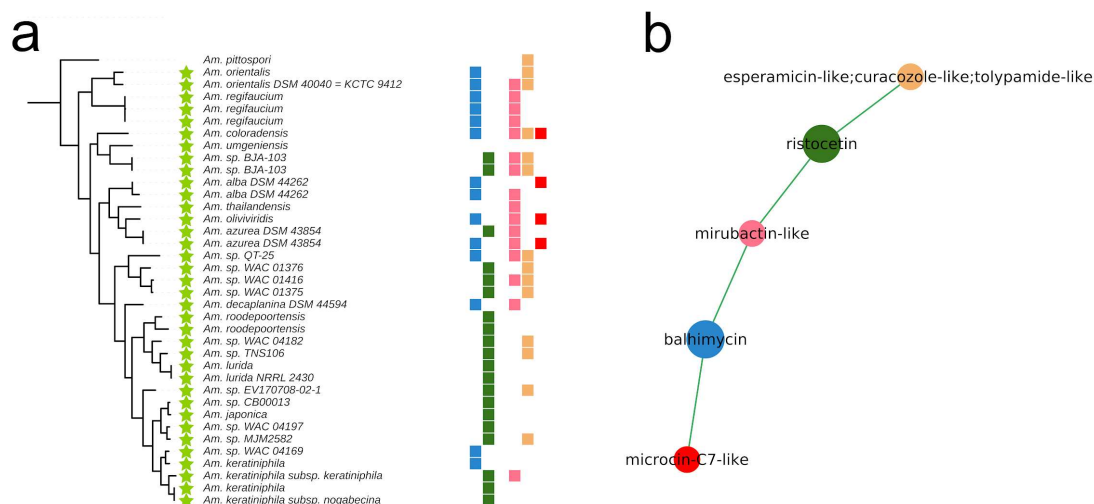 a
Am. pittospori
Am. orientalis
Am. orientalis DSM 40040 = KCTC 9412
Am. regifaucium
Am. regifaucium
Am. regifaucium
Am. coloradensis
Am. umgeniensis
Am. sp. BJA-103
Am. sp. BJA-103
Am. alba DSM 44262
Am. alba DSM 44262
Am. thailandensis
Am. oliviviridis
Am. azurea DSM 43854
Am. azurea DSM 43854
Am. sp. QT-25
Am. sp. WAC 01376
Am. sp. WAC 01416
Am. sp. WAC 01375
Am. decaplanina DSM 44594
Am. roodepoortensis
Am. roodepoortensis
Am. sp. WAC 04182
Am. sp. TNS106
Am. lurida
Am. lurida NRRL 2430
Am. sp. EV170708-02-1
Am. sp. CB00013
Am. japonica
Am. sp. WAC 04197
Am. sp. MJM2582
Am. sp. WAC 04169
Am. keratiniphila
Am. keratiniphila subsp. keratiniphila
Am. keratiniphila
Am. keratiniphila subsp. nogabecina
b
esperamicin-like;curacozole-like;tolypamide-like
ristocetin
mirubactin-like
balhimycin
microcin-C7-like